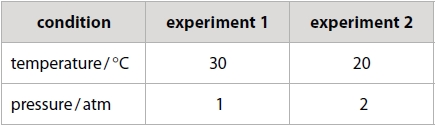 condition experiment 1 experiment 2
temperature / °C 30 20
pressure / atm 1 2